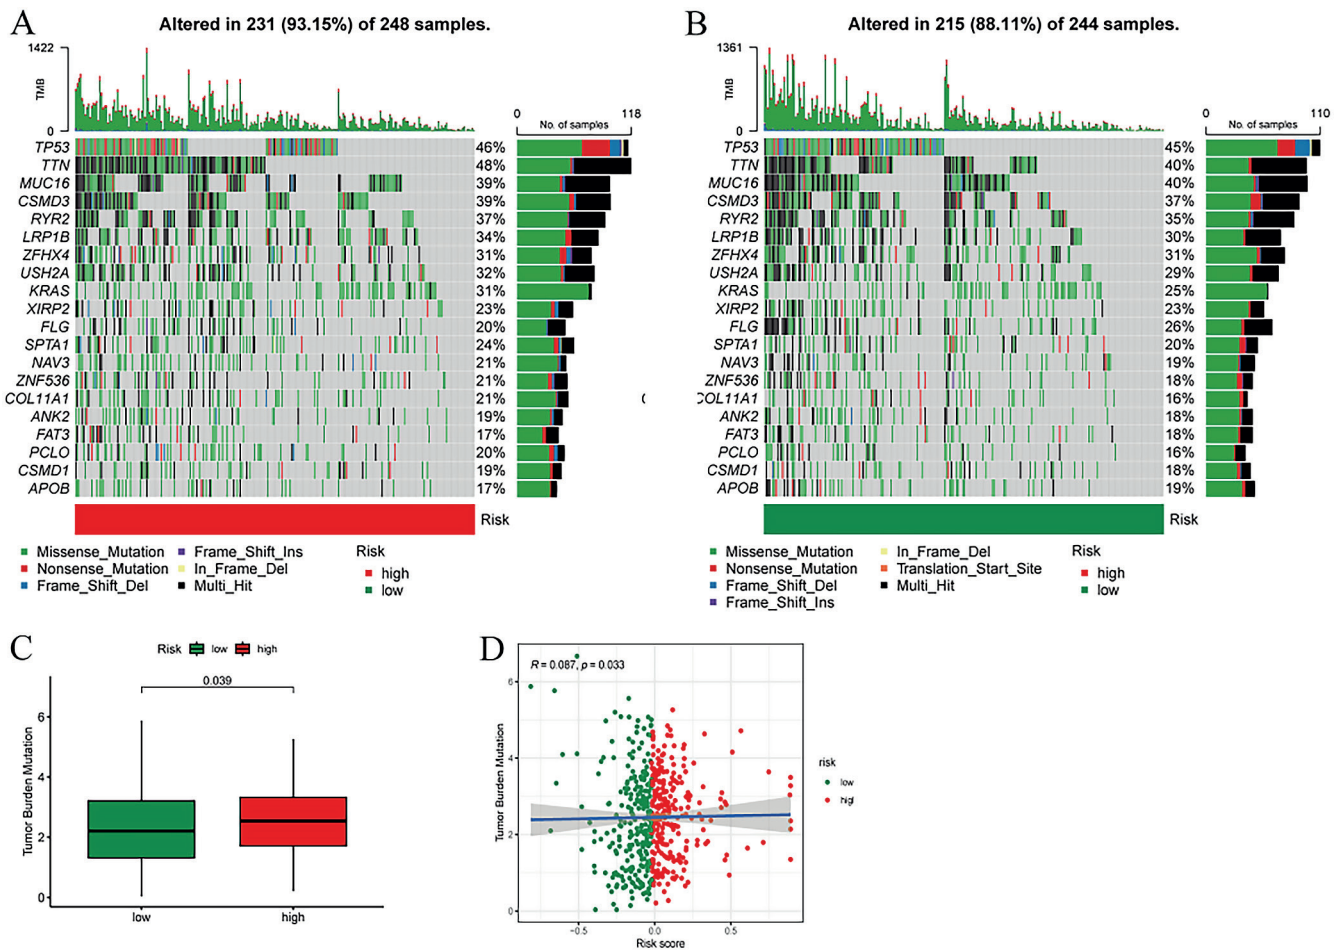 A
Altered in 231 (93.15%) of 248 samples.
1422
TMB
0
0 118
No. of samples
TP53 46%
TTN 48%
MUC16 39%
CSMD3 39%
RYR2 37%
LRP1B 34%
ZFHX4 31%
USH2A 32%
KRAS 31%
XIRP2 23%
FLG 20%
SPTA1 24%
NAV3 21%
ZNF536 21%
COL11A1 21%
ANK2 19%
FAT3 17%
PCLO 20%
CSMD1 19%
APOB 17%
Risk
Missense_Mutation Frame_Shift_Ins Risk
Nonsense_Mutation In_Frame_Del high
Frame_Shift_Del Multi_Hit low
B
Altered in 215 (88.11%) of 244 samples.
1361
TMB
0
0 110
No. of samples
TP53 45%
TTN 40%
MUC16 40%
CSMD3 37%
RYR2 35%
LRP1B 30%
ZFHX4 31%
USH2A 29%
KRAS 25%
XIRP2 23%
FLG 26%
SPTA1 20%
NAV3 19%
ZNF536 18%
COL11A1 16%
ANK2 18%
FAT3 18%
PCLO 16%
CSMD1 18%
APOB 19%
Risk
Missense_Mutation In_Frame_Del Risk
Nonsense_Mutation Translation_Start_Site high
Frame_Shift_Del Multi_Hit low
Frame_Shift_Ins
C
Risk low high
0.039
Tumor Burden Mutation
6
4
2
0
low high
D
R = 0.087, p = 0.033
Tumor Burden Mutation
6
4
2
0
−0.5 0.0 0.5
Risk score
risk
low
higl